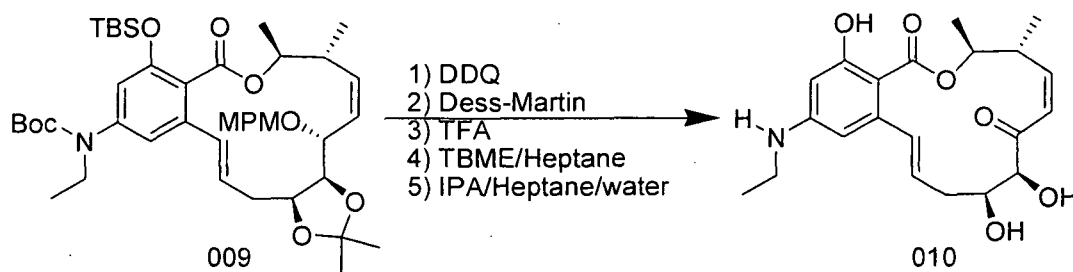 TBSO
O
O
MPM
O
Boc
N
O
O
009
1) DDQ
2) Dess-Martin
3) TFA
4) TBME/Heptane
5) IPA/Heptane/water
OH
O
O
O
H
N
OH
OH
010